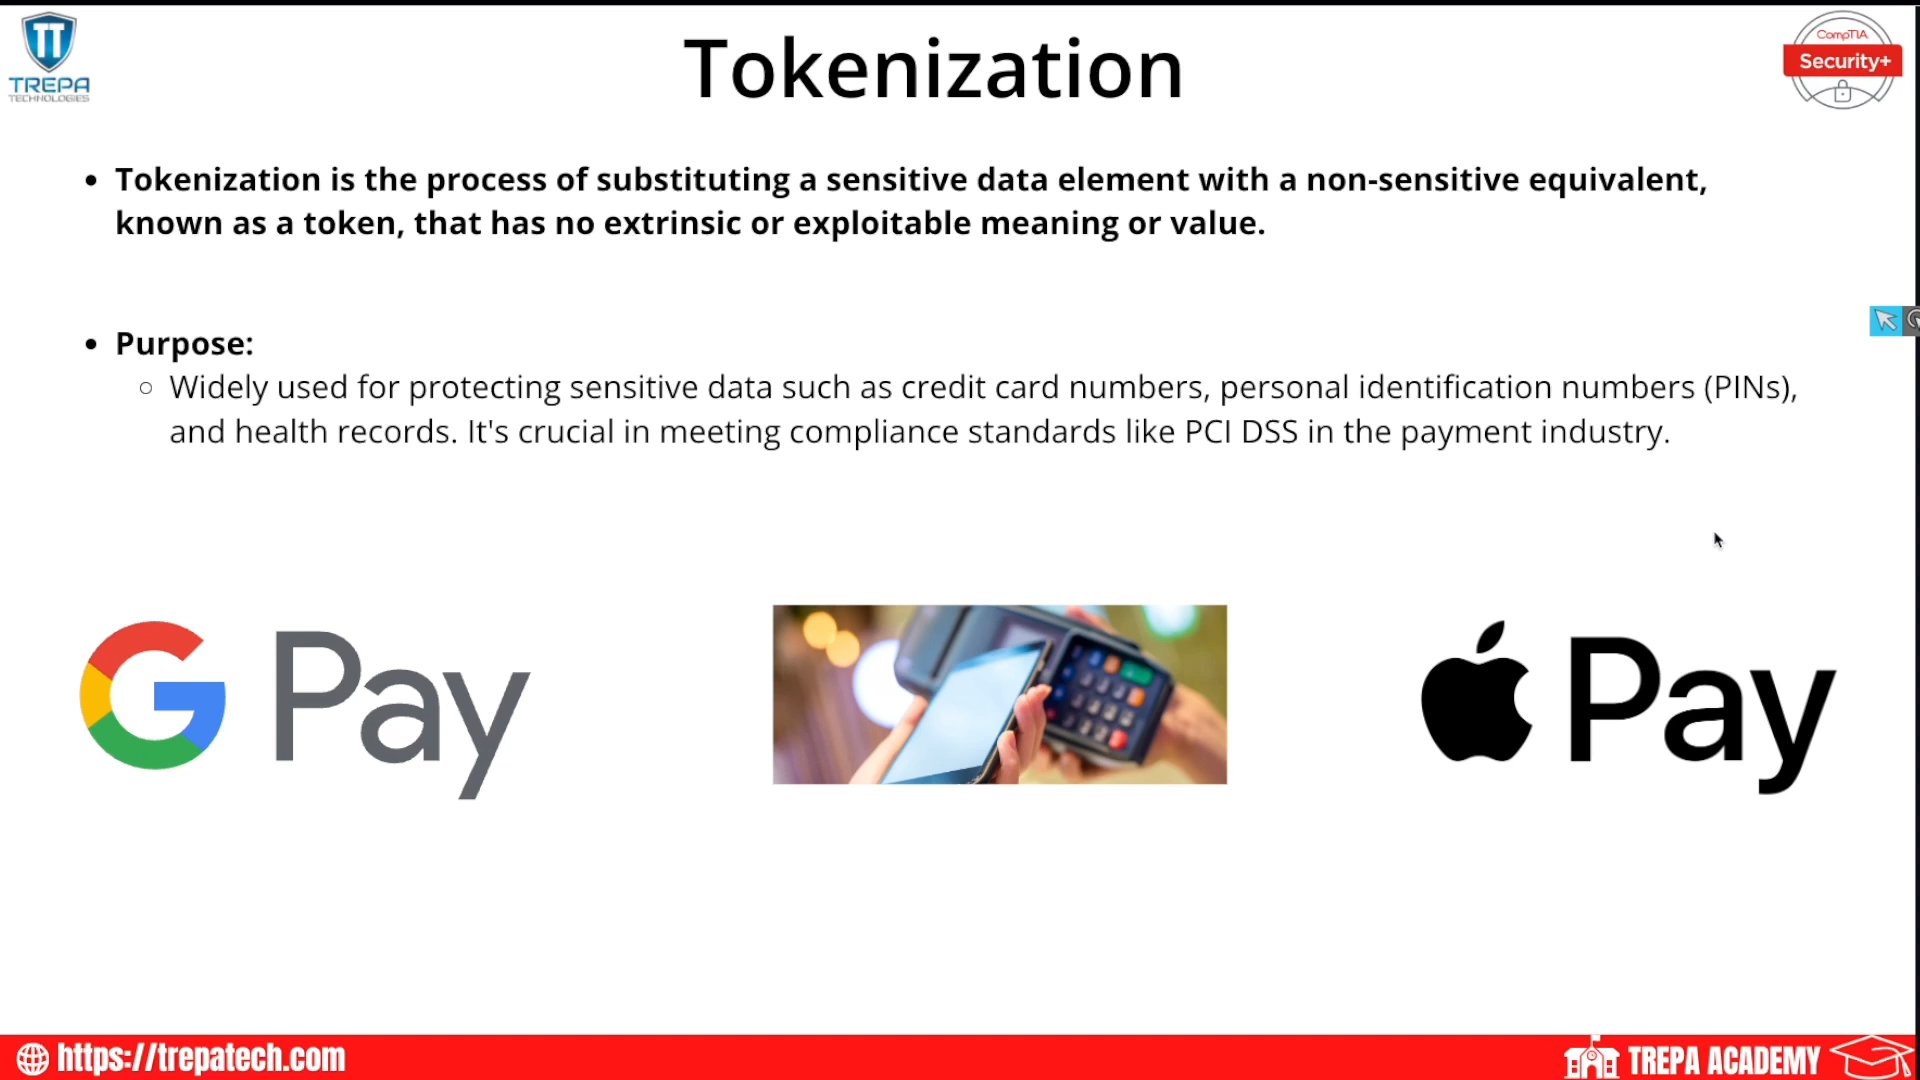 TREPA
TECHNOLOGIES
Tokenization
CompTIA
Security+
Tokenization is the process of substituting a sensitive data element with a non-sensitive equivalent,
known as a token, that has no extrinsic or exploitable meaning or value.
Purpose:
Widely used for protecting sensitive data such as credit card numbers, personal identification numbers (PINs),
and health records. It's crucial in meeting compliance standards like PCI DSS in the payment industry.
G Pay
Pay
https://trepatech.com
TREPA ACADEMY